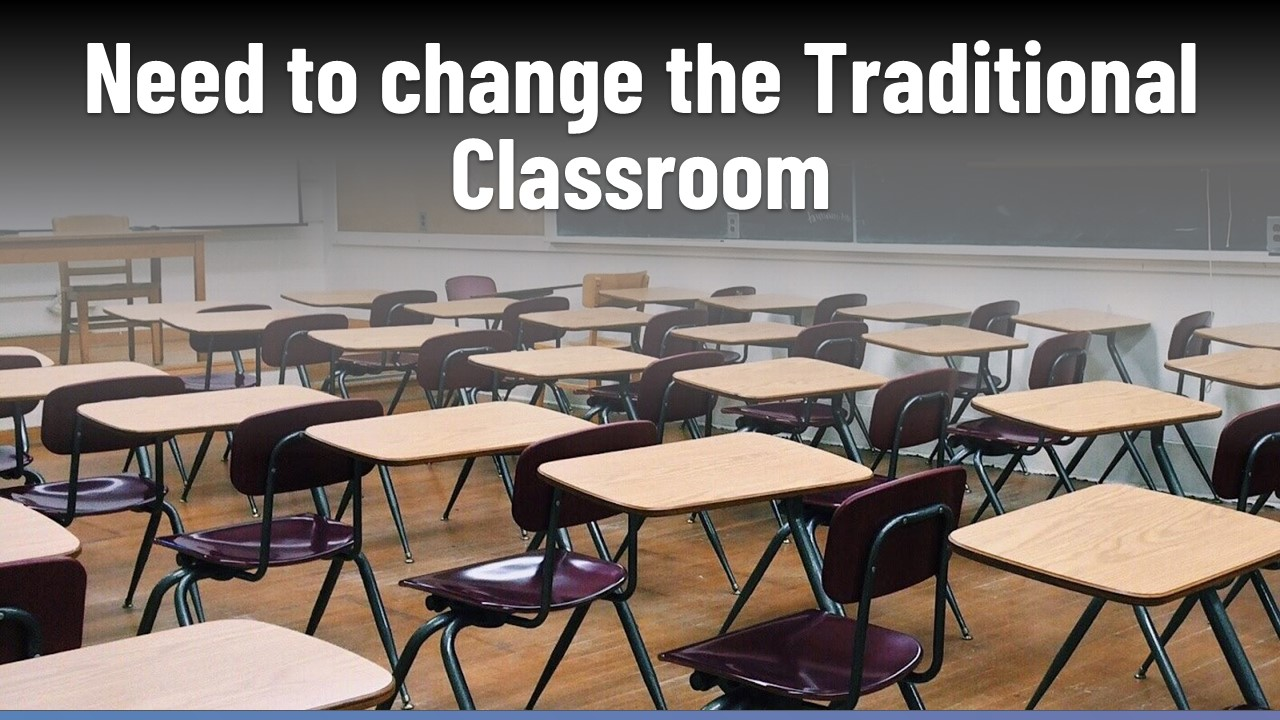 Need to change the Traditional
Classroom